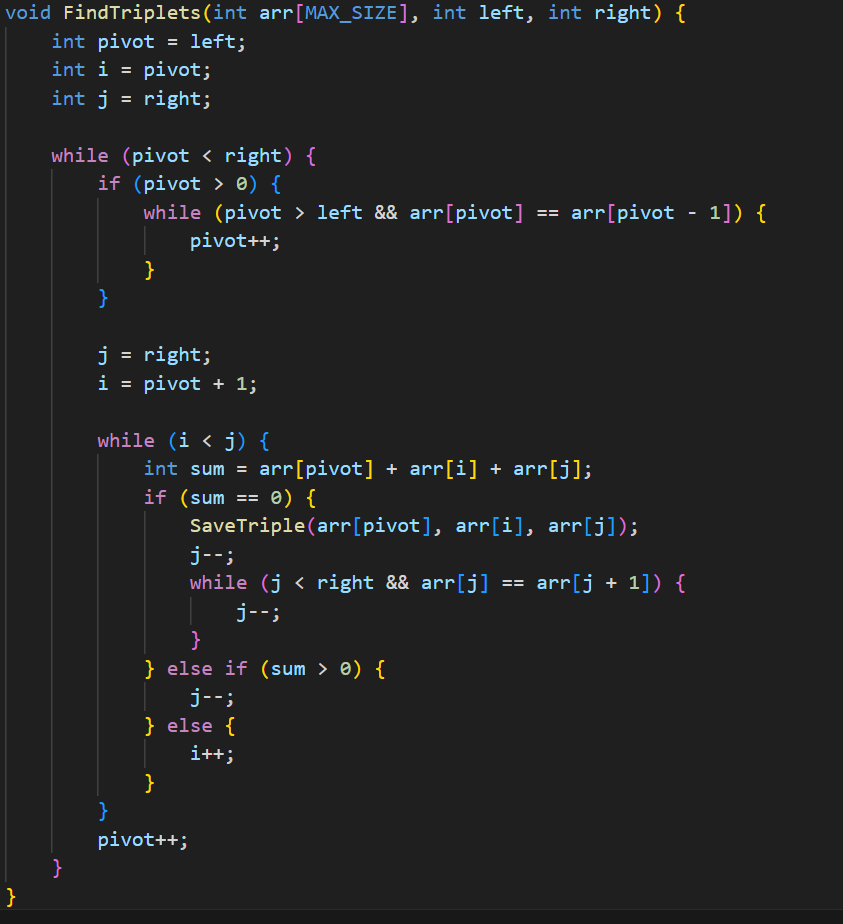 void FindTriplets(int arr[MAX_SIZE], int left, int right) {
    int pivot = left;
    int i = pivot;
    int j = right;

    while (pivot < right) {
        if (pivot > 0) {
            while (pivot > left && arr[pivot] == arr[pivot - 1]) {
                pivot++;
            }
        }

        j = right;
        i = pivot + 1;

        while (i < j) {
            int sum = arr[pivot] + arr[i] + arr[j];
            if (sum == 0) {
                SaveTriple(arr[pivot], arr[i], arr[j]);
                j--;
                while (j < right && arr[j] == arr[j + 1]) {
                    j--;
                }
            } else if (sum > 0) {
                j--;
            } else {
                i++;
            }
        }
        pivot++;
    }
}